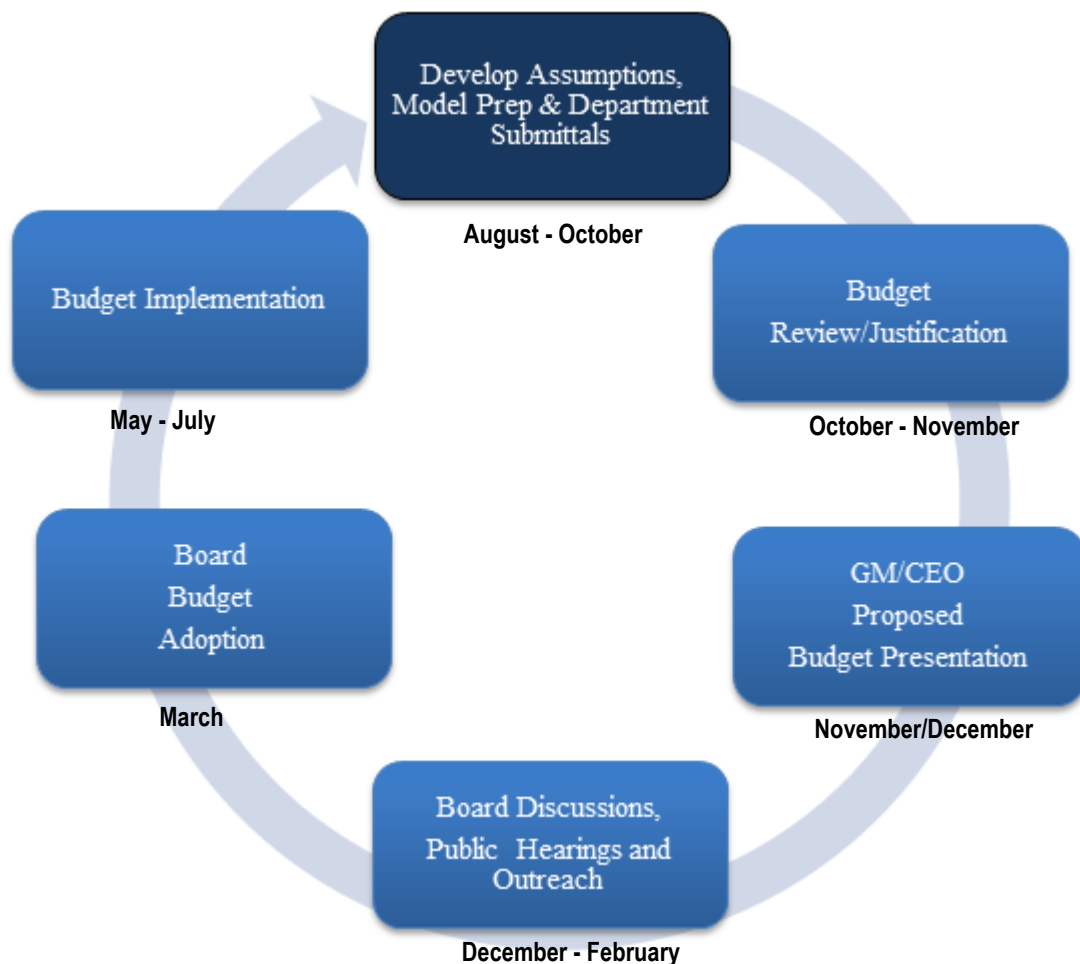 Develop Assumptions,
Model Prep & Department
Submittals
August - October
Budget
Review/Justification
October - November
GM/CEO
Proposed
Budget Presentation
November/December
Board Discussions,
Public Hearings and
Outreach
December - February
Board
Budget
Adoption
March
Budget Implementation
May - July